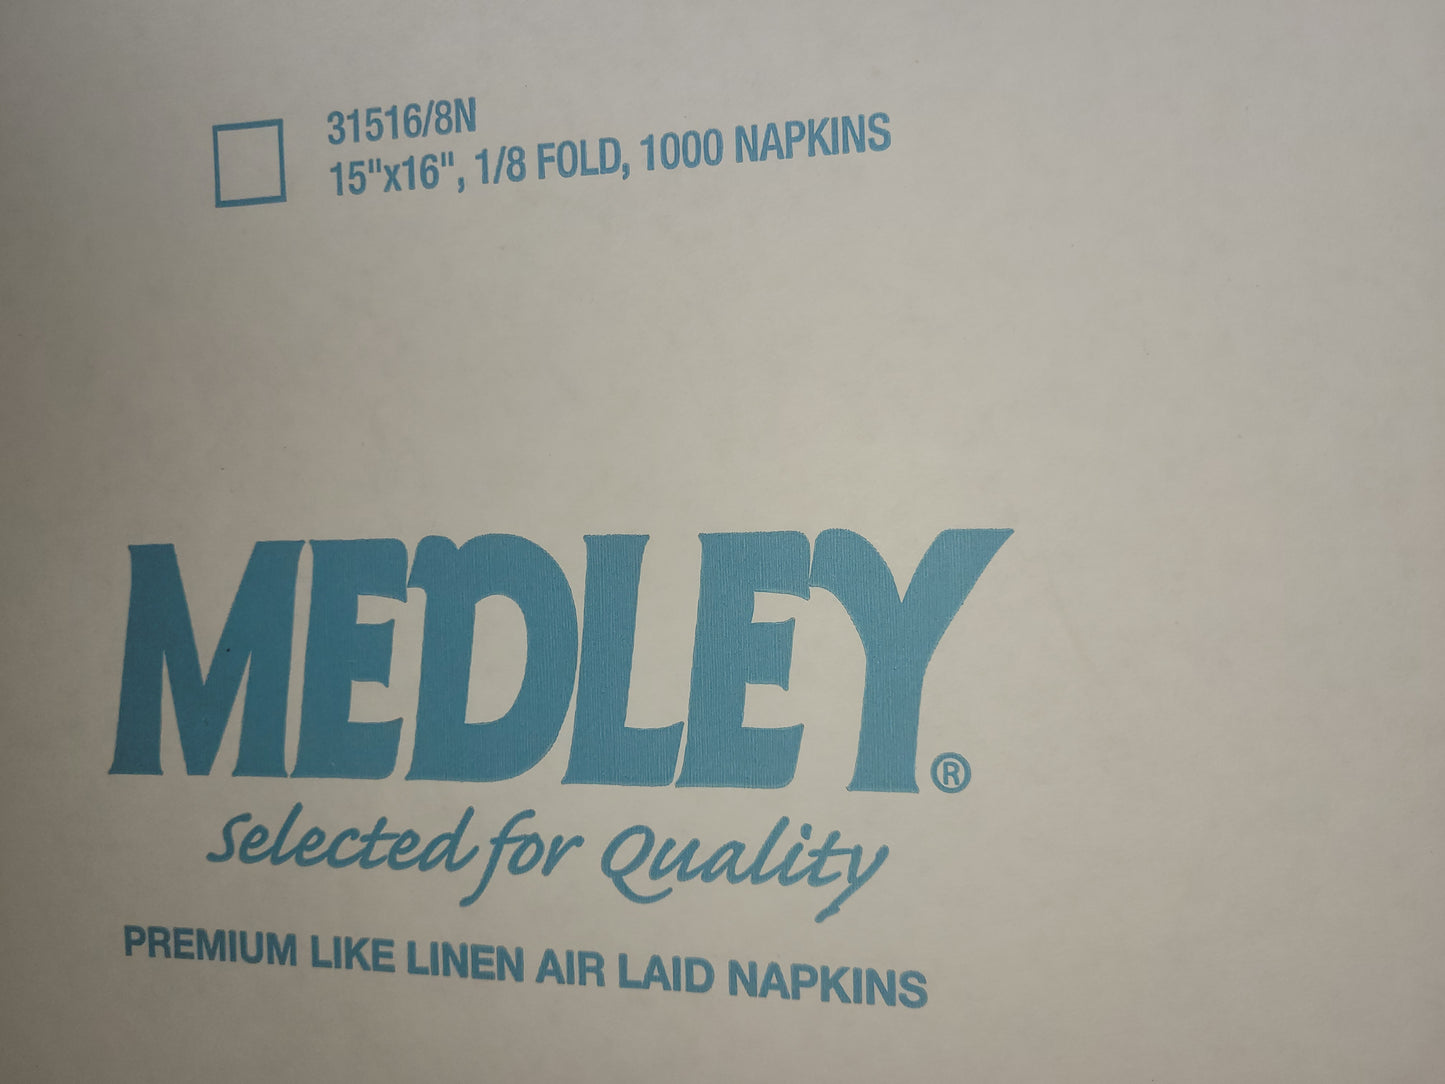 31516/8N
15"x16", 1/8 FOLD, 1000 NAPKINS
MEDLEY®
Selected for Quality
PREMIUM LIKE LINEN AIR LAID NAPKINS